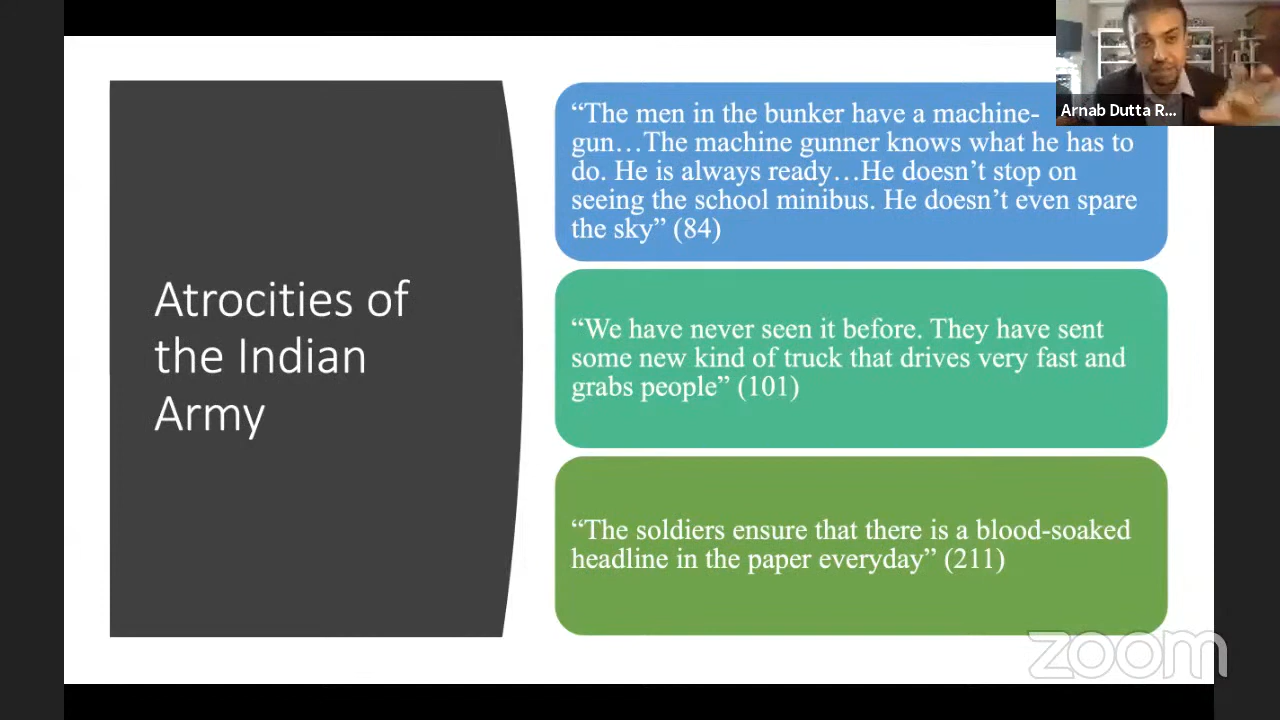 Atrocities of
the Indian
Army
“The men in the bunker have a machine-
gun…The machine gunner knows what he has to
do. He is always ready…He doesn’t stop on
seeing the school minibus. He doesn’t even spare
the sky” (84)
“We have never seen it before. They have sent
some new kind of truck that drives very fast and
grabs people” (101)
“The soldiers ensure that there is a blood-soaked
headline in the paper everyday” (211)
Arnab Dutta R...
zoom